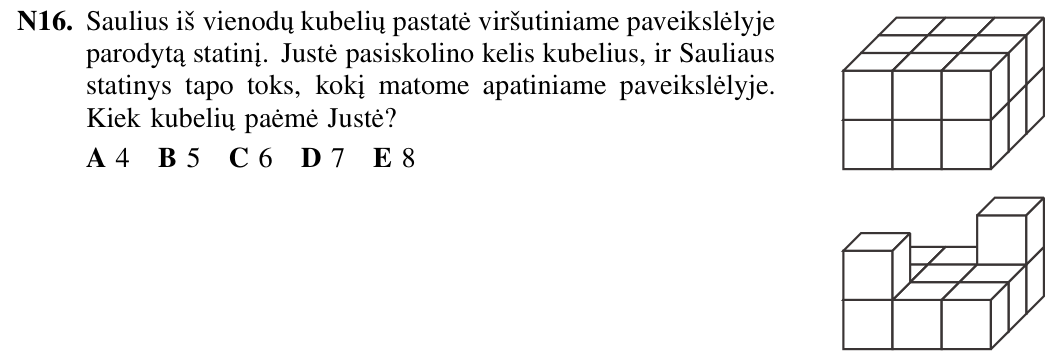 N16. Saulius iš vienodų kubelių pastatė viršutiniame paveikslėlyje
parodytą statinį. Justė pasiskolino kelis kubelius, ir Sauliaus
statinys tapo toks, kokį matome apatiniame paveikslėlyje.
Kiek kubelių paėmė Justė?
A 4 B 5 C 6 D 7 E 8